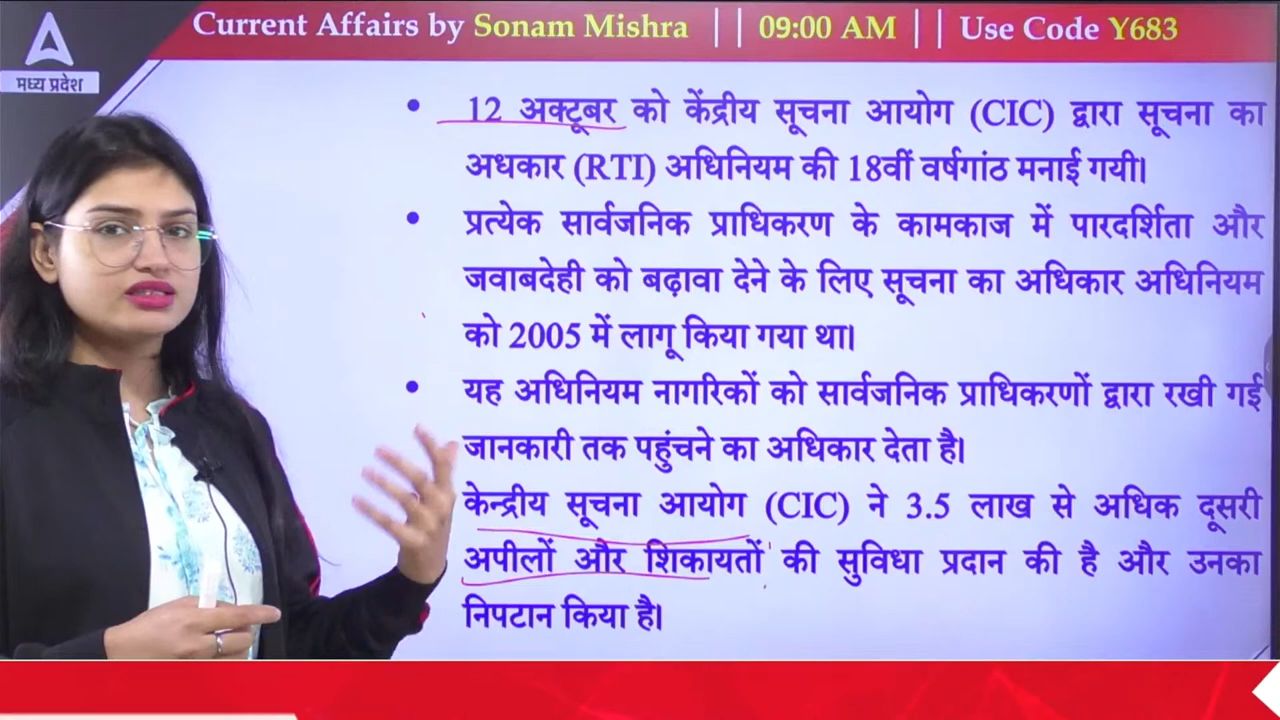 Current Affairs by Sonam Mishra || 09:00 AM || Use Code Y683
मध्य प्रदेश
• 12 अक्टूबर को केंद्रीय सूचना आयोग (CIC) द्वारा सूचना का
अधकार (RTI) अधिनियम की 18वीं वर्षगांठ मनाई गयी।
• प्रत्येक सार्वजनिक प्राधिकरण के कामकाज में पारदर्शिता और
जवाबदेही को बढ़ावा देने के लिए सूचना का अधिकार अधिनियम
को 2005 में लागू किया गया था।
• यह अधिनियम नागरिकों को सार्वजनिक प्राधिकरणों द्वारा रखी गई
जानकारी तक पहुंचने का अधिकार देता है।
केन्द्रीय सूचना आयोग (CIC) ने 3.5 लाख से अधिक दूसरी
अपीलों और शिकायतों की सुविधा प्रदान की है और उनका
निपटान किया है।